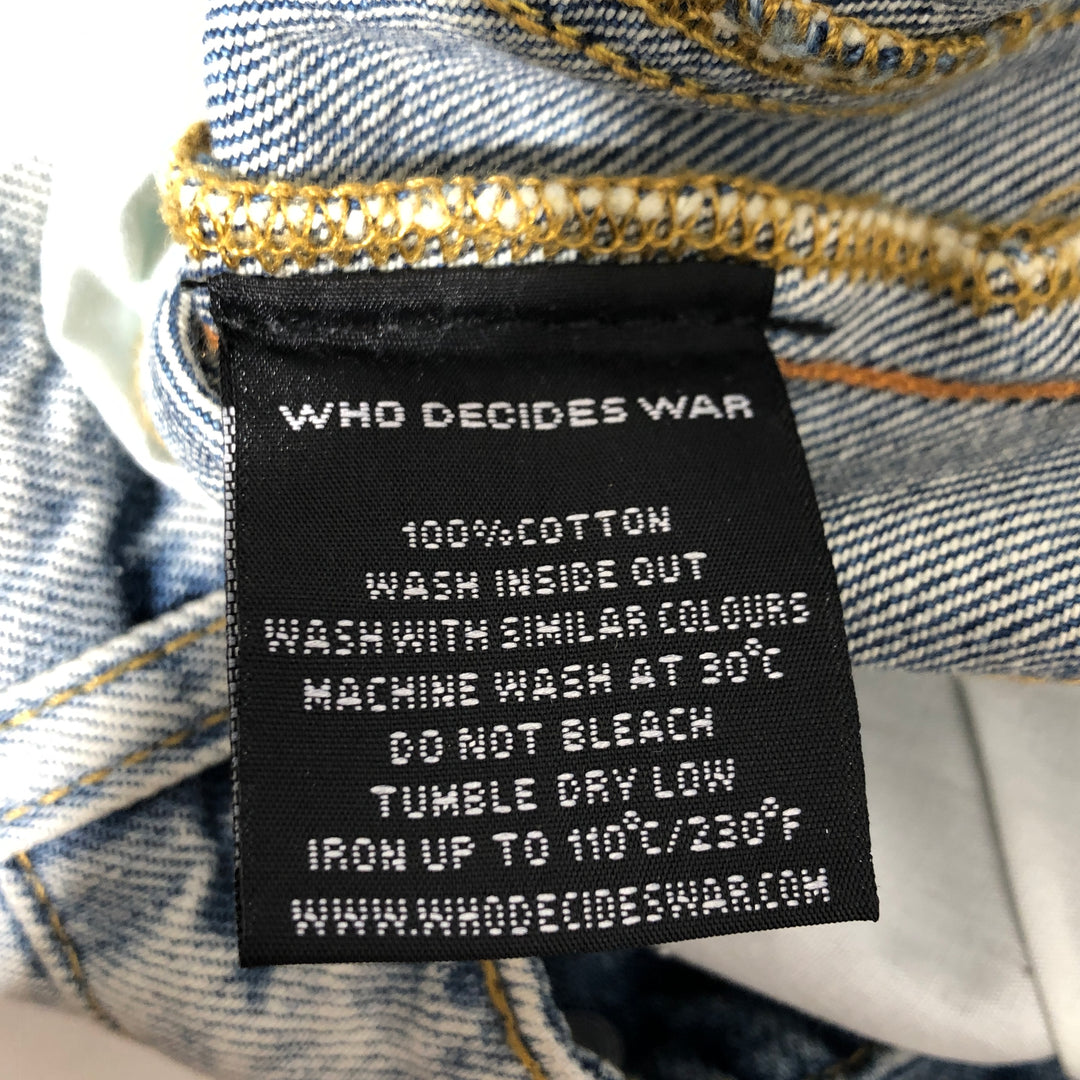 WHO DECIDES WAR
100%COTTON
WASH INSIDE OUT
WASH WITH SIMILAR COLOURS
MACHINE WASH AT 30°C
DO NOT BLEACH
TUMBLE DRY LOW
IRON UP TO 110°C/230°F
WWW.WHODECIDESWAR.COM